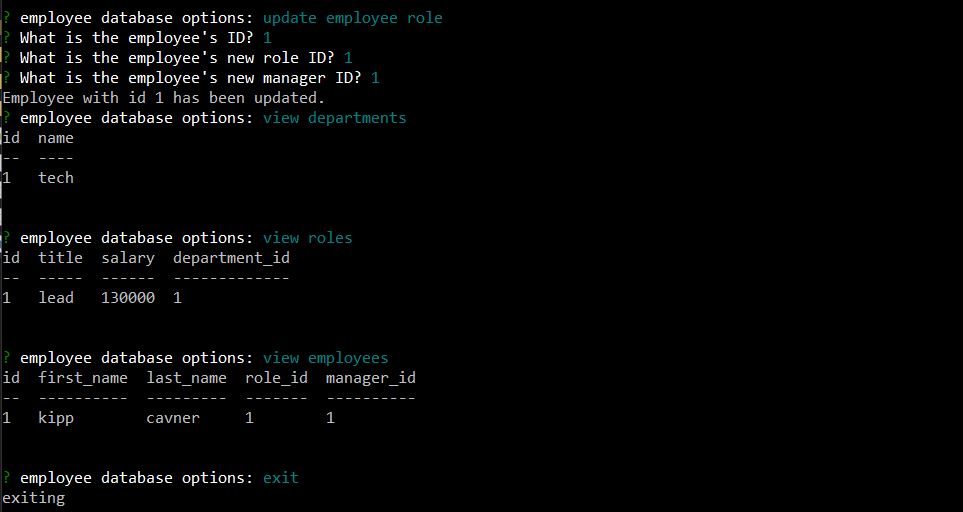 ? employee database options: update employee role
? What is the employee's ID? 1
? What is the employee's new role ID? 1
? What is the employee's new manager ID? 1
Employee with id 1 has been updated.
? employee database options: view departments
id  name
--  ----
1   tech
? employee database options: view roles
id  title  salary  department_id
--  -----  ------  -------------
1   lead   130000  1
? employee database options: view employees
id  first_name  last_name  role_id  manager_id
--  ----------  ---------  -------  ----------
1   kipp        cavner     1        1
? employee database options: exit
exiting